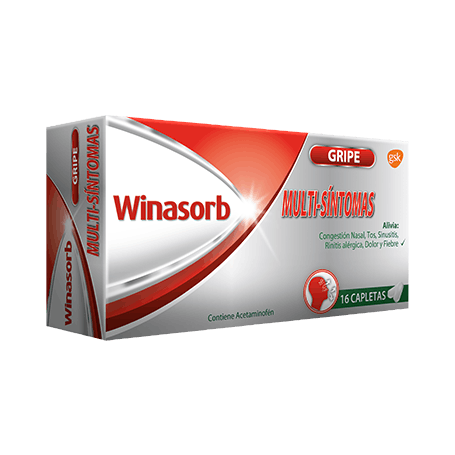 Winasorb
MULTI-SÍNTOMAS
Winasorb
GRIPE
gsk
MULTI-SÍNTOMAS
Alivia:
Congestión Nasal, Tos, Sinusitis,
Rinitis alérgica, Dolor y Fiebre ✓
16 CAPLETAS
Contiene Acetaminofén